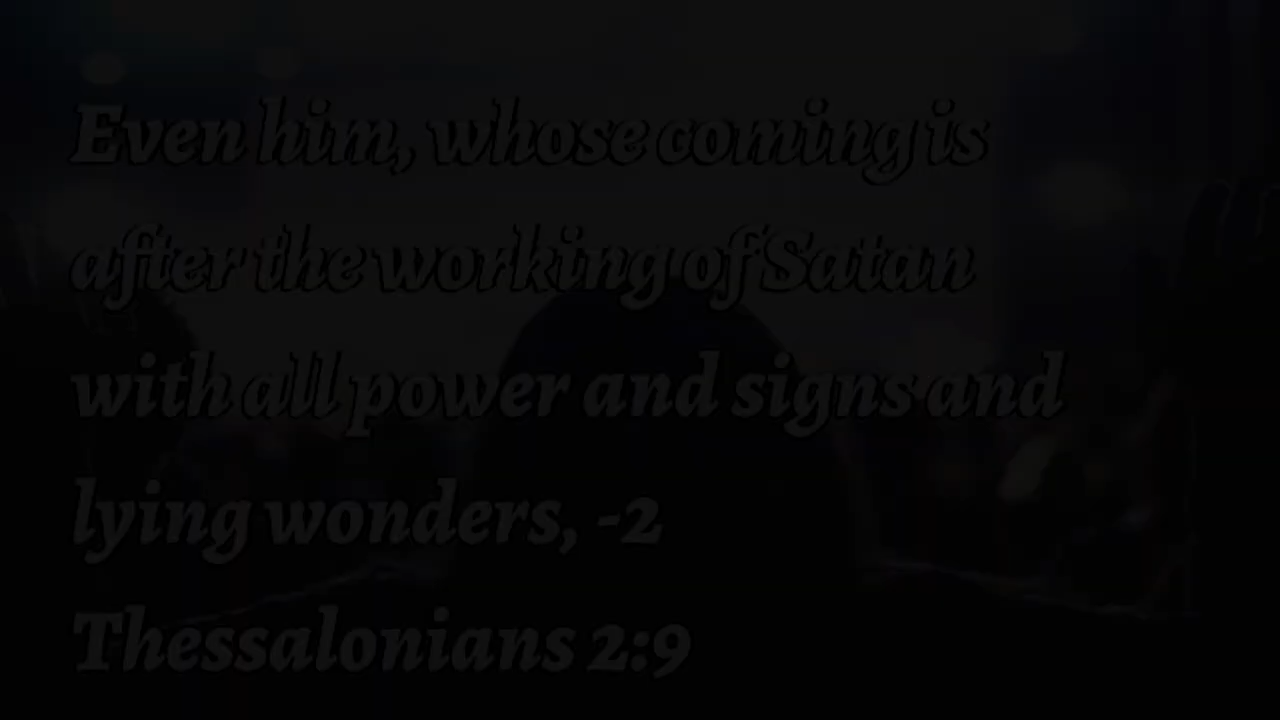 Even him, whose coming is
after the working of Satan
with all power and signs and
lying wonders, -2
Thessalonians 2:9